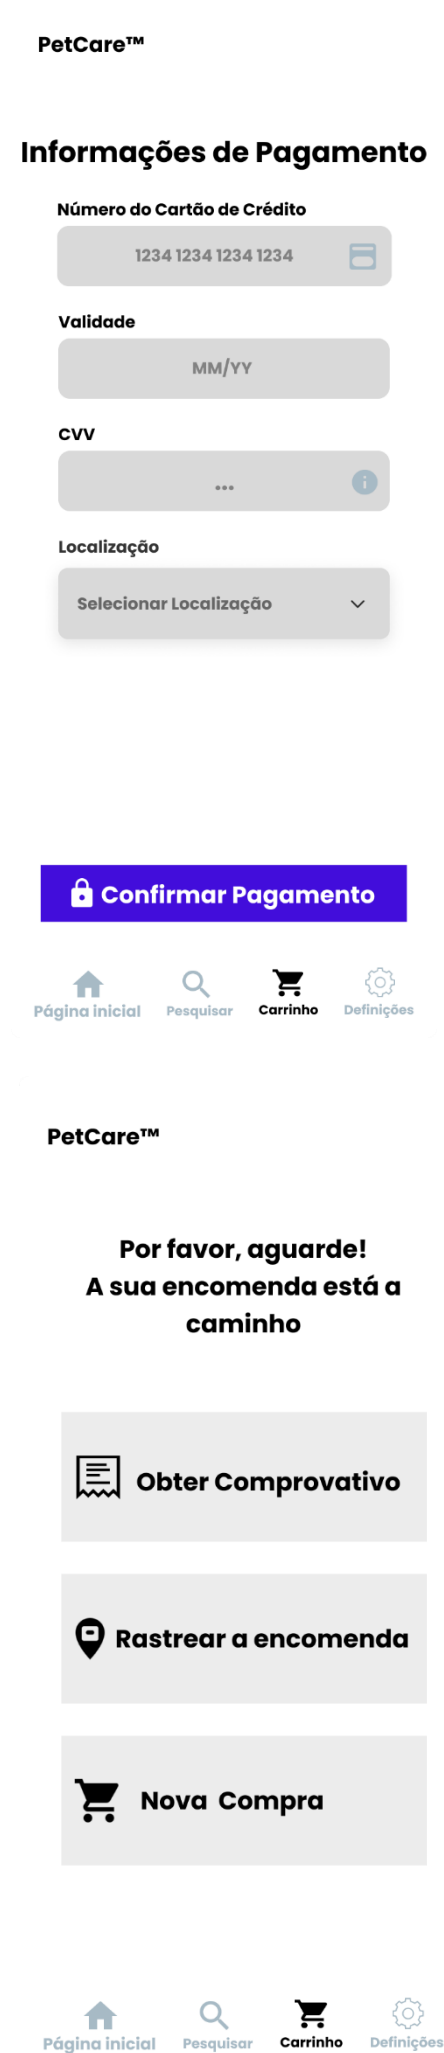 PetCare™
Informações de Pagamento
Número do Cartão de Crédito
1234 1234 1234 1234
Validade
MM/YY
CVV
...
Localização
Selecionar Localização
Confirmar Pagamento
Página inicial Pesquisar Carrinho Definições
PetCare™
Por favor, aguarde!
A sua encomenda está a
caminho
Obter Comprovativo
Rastrear a encomenda
Nova Compra
Página inicial Pesquisar Carrinho Definições